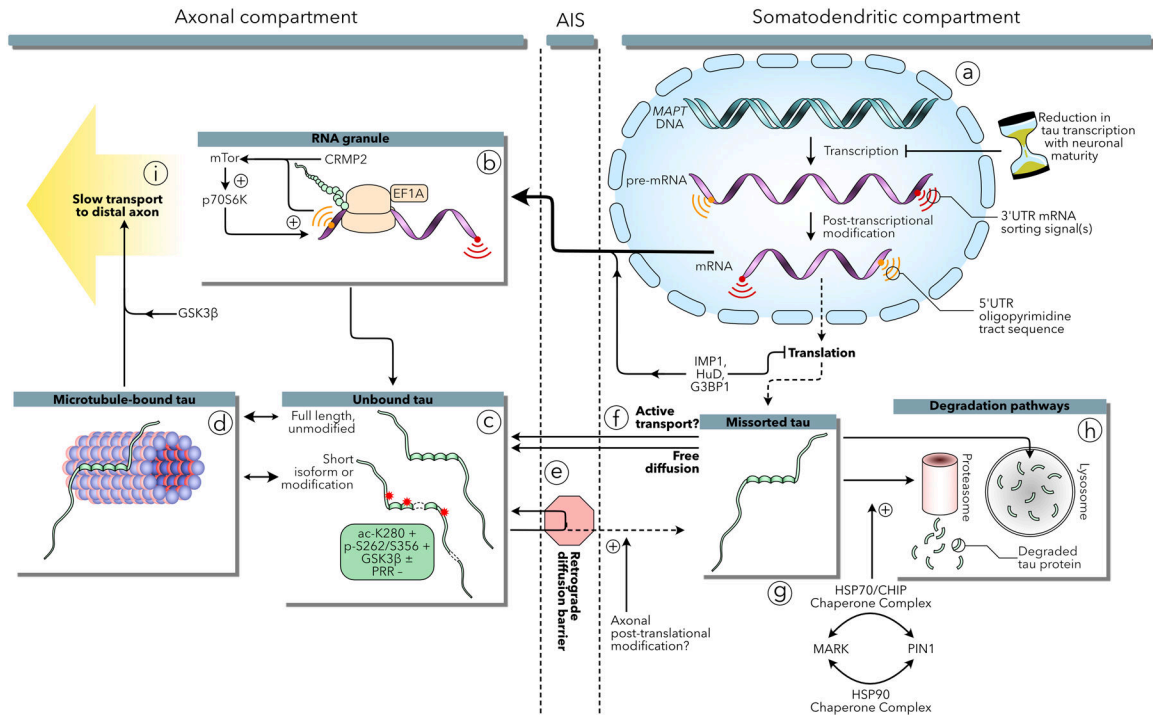 Axonal compartment
AIS
Somatodendritic compartment
a
MAPT
DNA
Transcription
Reduction in
tau transcription
with neuronal
maturity
pre-mRNA
3'UTR mRNA
sorting signal(s)
Post-transcriptional
modification
mRNA
5'UTR
oligopyrimidine
tract sequence
RNA granule
b
mTor
CRMP2
+
p70S6K
EF1A
+
i
Slow transport
to distal axon
GSK3β
IMP1,
HuD,
G3BP1
Translation
Microtubule-bound tau
d
Full length,
unmodified
Short
isoform or
modification
Unbound tau
c
ac-K280 +
p-S262/S356 +
GSK3β ±
PRR –
e
Retrograde
diffusion barrier
f
Active
transport?
Free
diffusion
+
Axonal
post-translational
modification?
Missorted tau
g
Degradation pathways
h
Proteasome
Lysosome
+
Degraded
tau protein
HSP70/CHIP
Chaperone Complex
MARK
PIN1
HSP90
Chaperone Complex